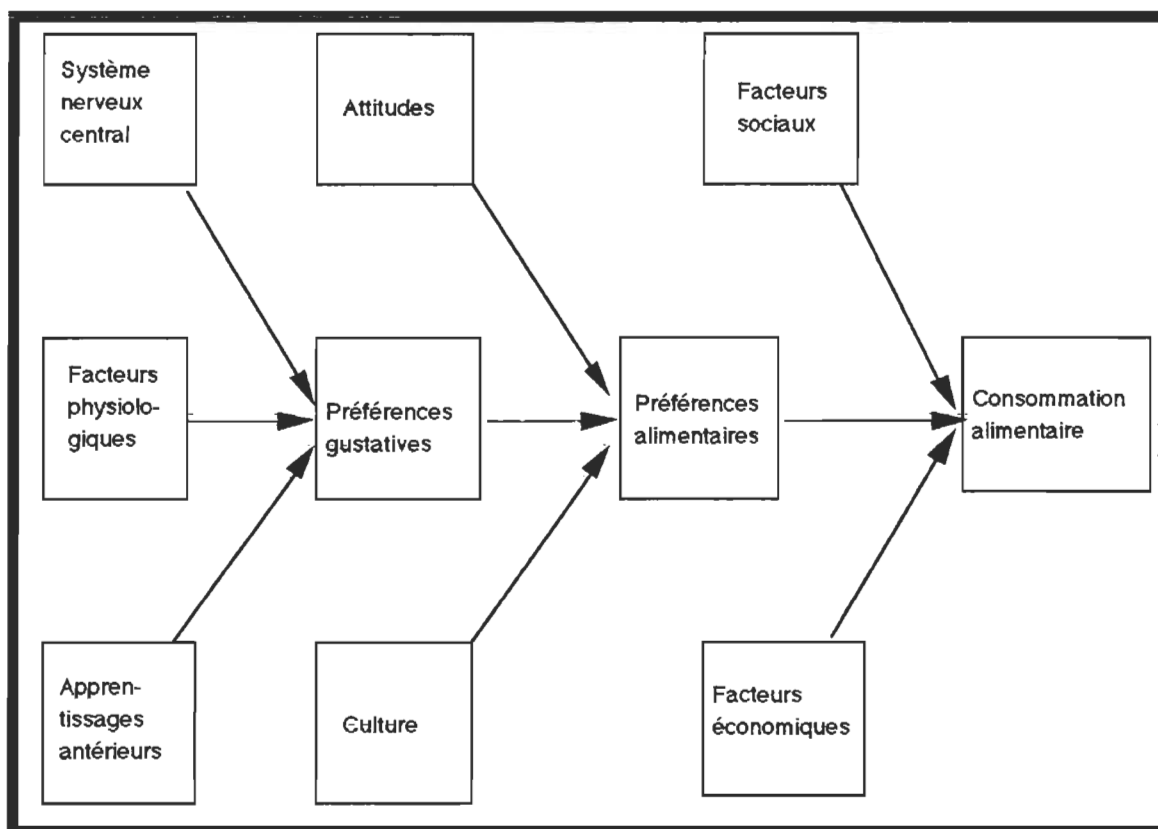 Système
nerveux
central
Attitudes
Facteurs
sociaux
Facteurs
physiolo-
giques
Préférences
gustatives
Préférences
alimentaires
Consommation
alimentaire
Appren-
tissages
antérieurs
Culture
Facteurs
économiques